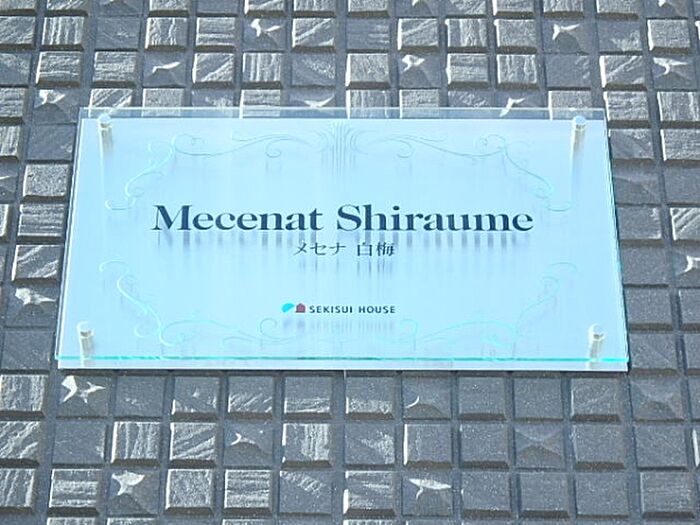 Mecenat Shiraume
メセナ 白梅
SEKISUI HOUSE